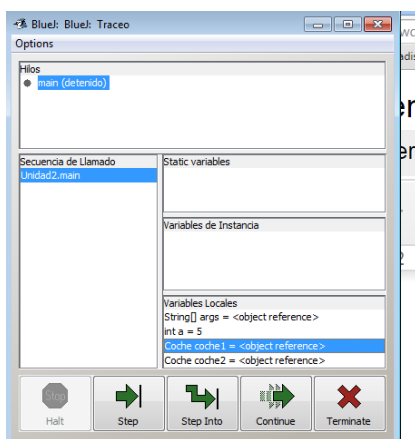 BlueJ: BlueJ: Traceo
Options
Hilos
main (detenido)
Secuencia de Llamado
Unidad2.main
Static variables
Variables de Instancia
Variables Locales
String[] args = <object reference>
int a = 5
Coche coche1 = <object reference>
Coche coche2 = <object reference>
Stop
Halt
Step
Step Into
Continue
Terminate